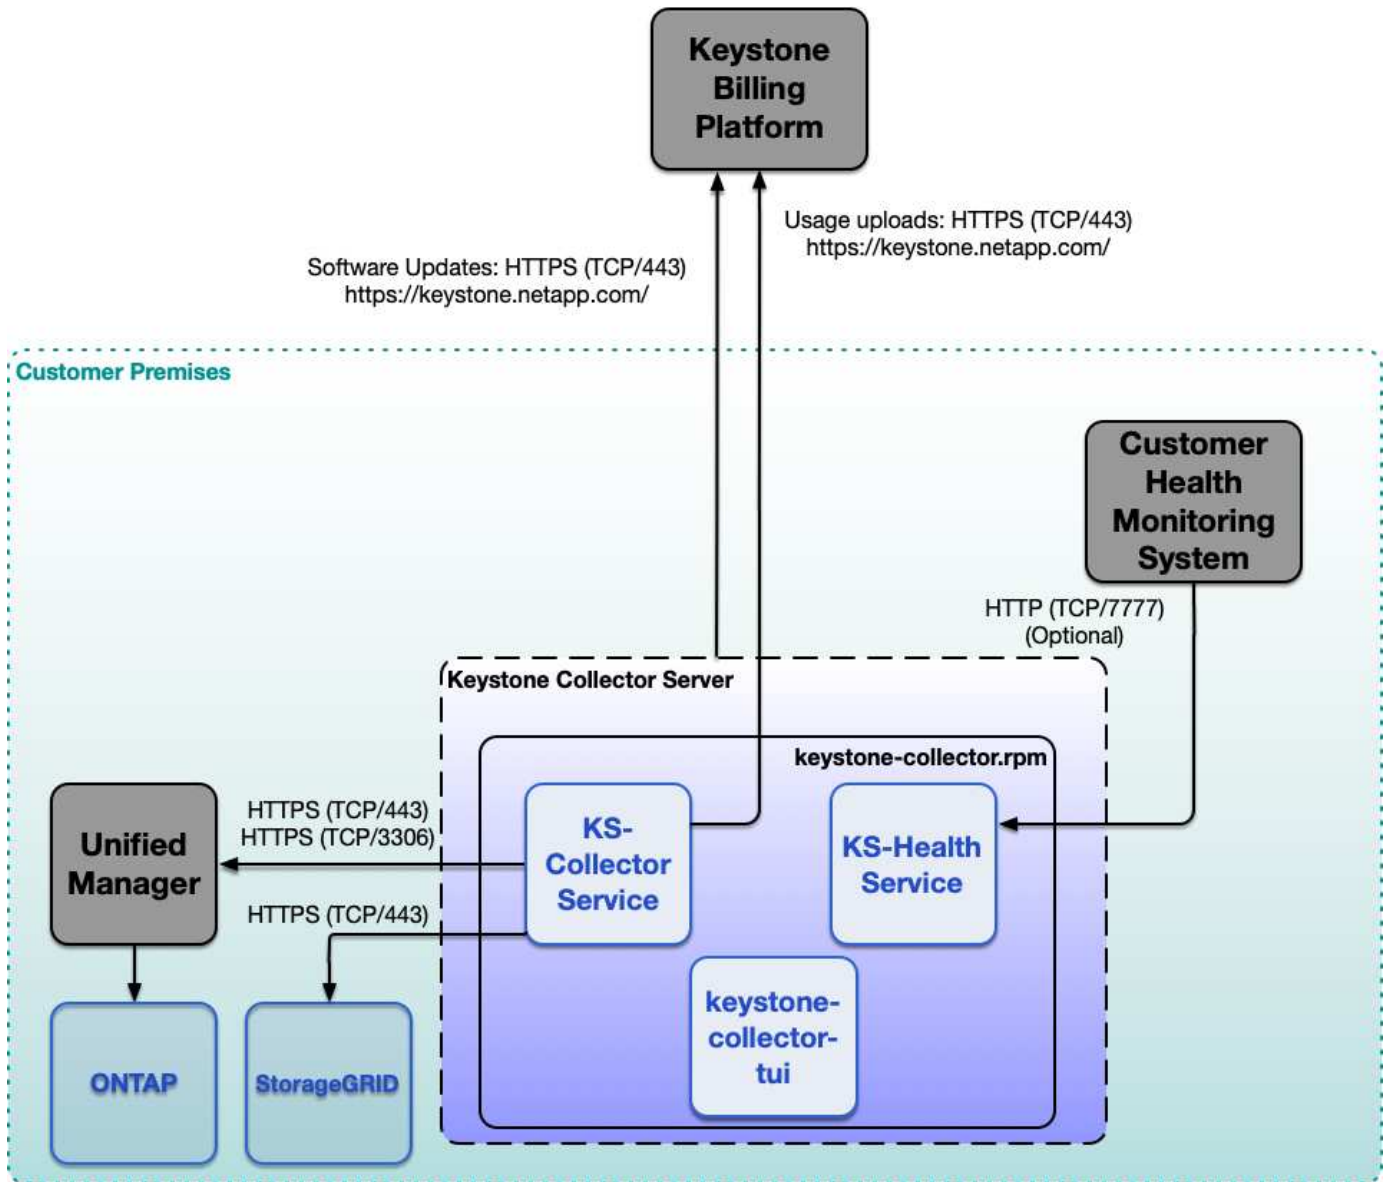 Keystone
Billing
Platform
Usage uploads: HTTPS (TCP/443)
https://keystone.netapp.com/
Software Updates: HTTPS (TCP/443)
https://keystone.netapp.com/
Customer Premises
Customer
Health
Monitoring
System
HTTP (TCP/7777)
(Optional)
Keystone Collector Server
keystone-collector.rpm
HTTPS (TCP/443)
HTTPS (TCP/3306)
Unified
Manager
KS-
Collector
Service
KS-Health
Service
HTTPS (TCP/443)
keystone-
collector-
tui
ONTAP
StorageGRID